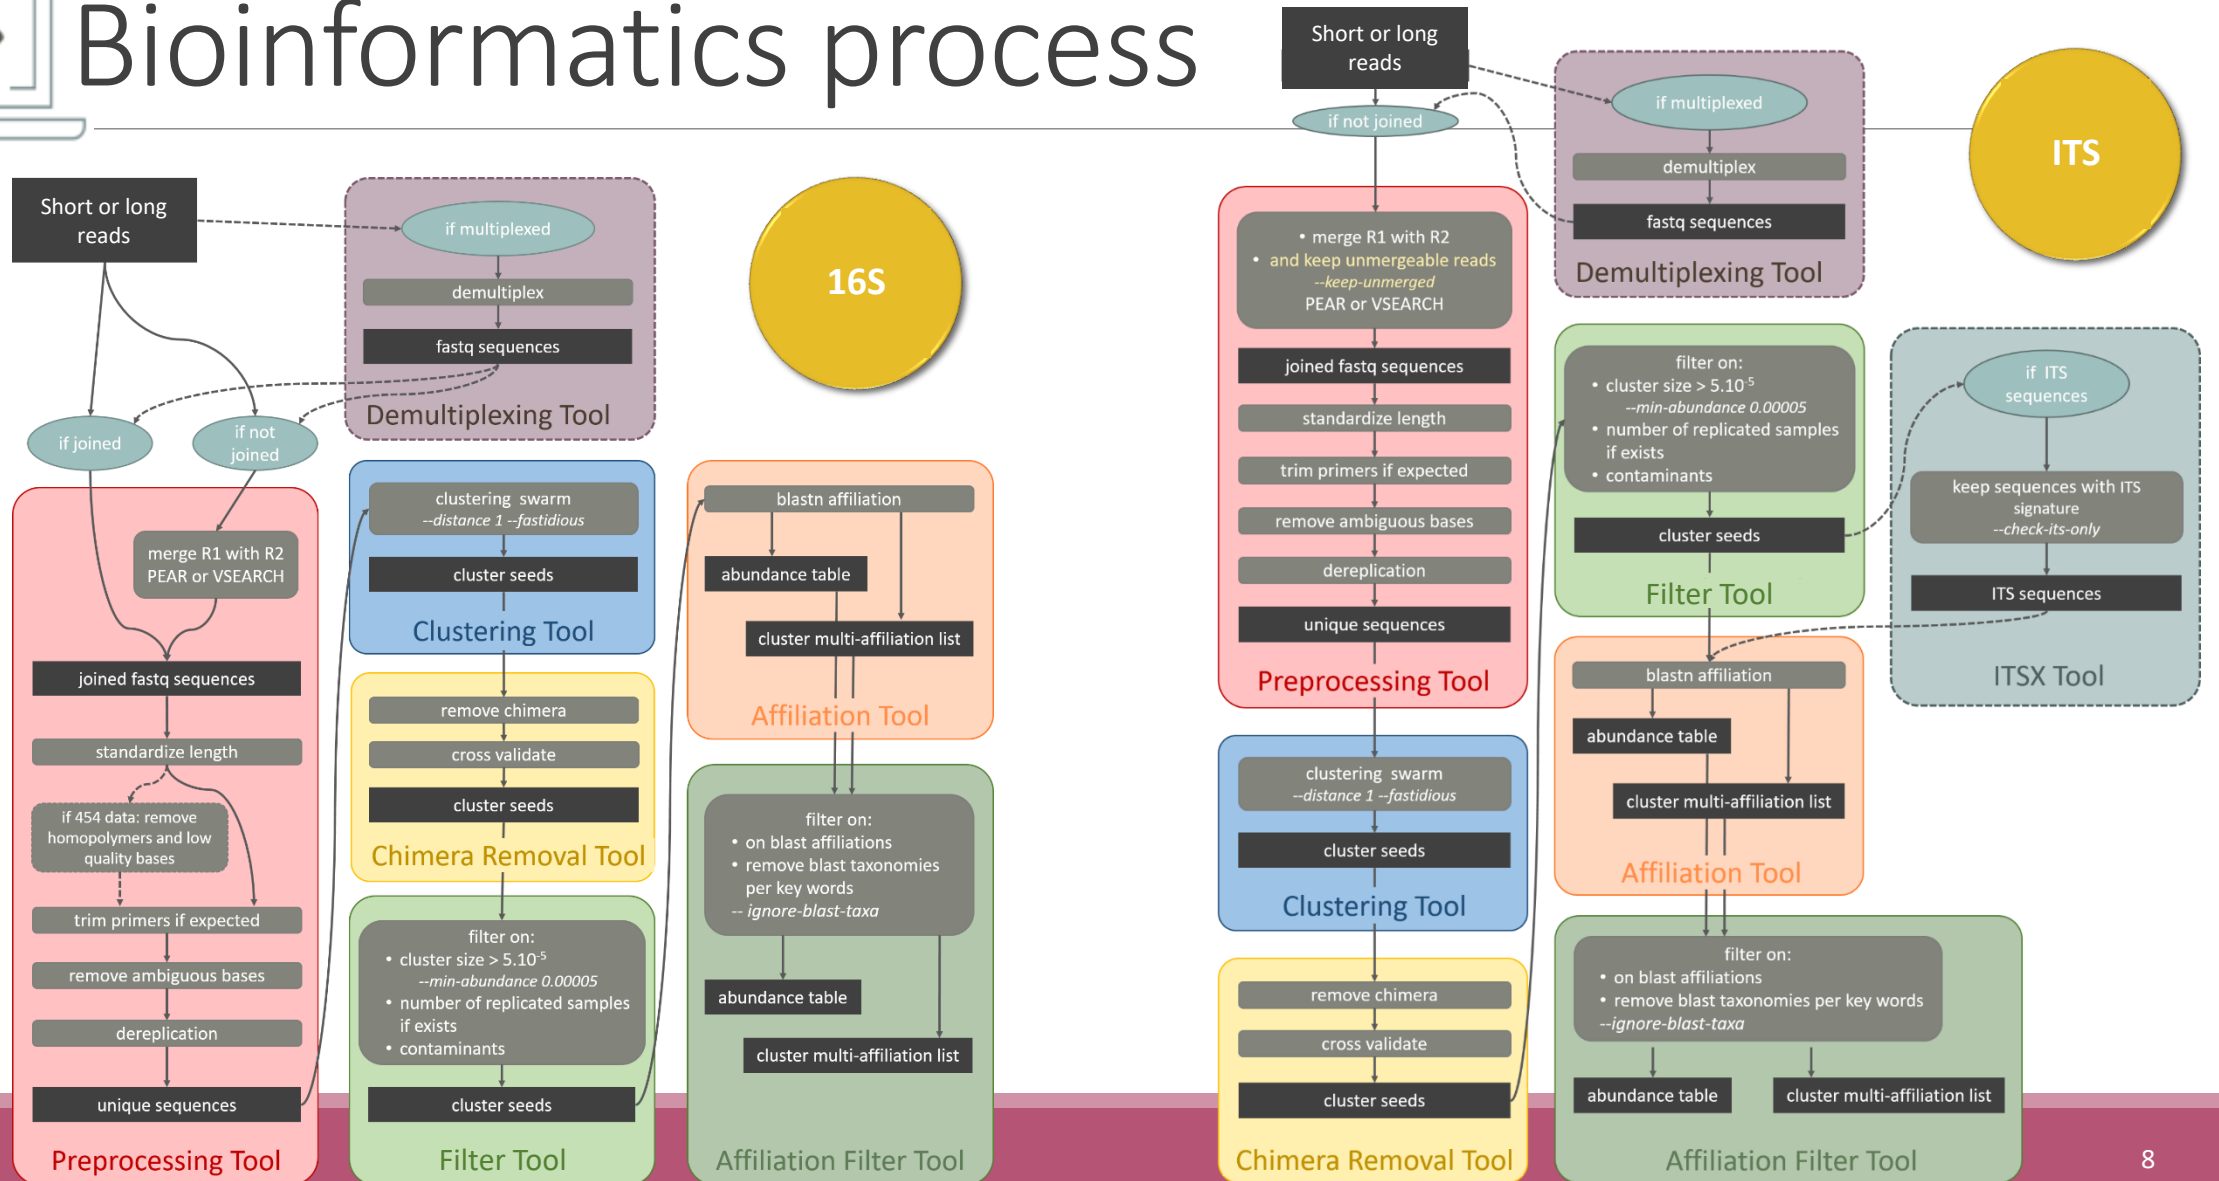 Bioinformatics process
Short or long
reads
if multiplexed
demultiplex
fastq sequences
Demultiplexing Tool
16S
if joined
if not
joined
merge R1 with R2
PEAR or VSEARCH
joined fastq sequences
standardize length
if 454 data: remove
homopolymers and low
quality bases
trim primers if expected
remove ambiguous bases
dereplication
unique sequences
Preprocessing Tool
clustering swarm
--distance 1 --fastidious
cluster seeds
Clustering Tool
remove chimera
cross validate
cluster seeds
Chimera Removal Tool
filter on:
• cluster size > 5.10-5
--min-abundance 0.00005
• number of replicated samples
if exists
• contaminants
cluster seeds
Filter Tool
blastn affiliation
abundance table
cluster multi-affiliation list
Affiliation Tool
filter on:
• on blast affiliations
• remove blast taxonomies
per key words
-- ignore-blast-taxa
abundance table
cluster multi-affiliation list
Affiliation Filter Tool
Short or long
reads
if not joined
if multiplexed
demultiplex
fastq sequences
Demultiplexing Tool
ITS
• merge R1 with R2
• and keep unmergeable reads
--keep-unmerged
PEAR or VSEARCH
joined fastq sequences
standardize length
trim primers if expected
remove ambiguous bases
dereplication
unique sequences
Preprocessing Tool
clustering swarm
--distance 1 --fastidious
cluster seeds
Clustering Tool
remove chimera
cross validate
cluster seeds
Chimera Removal Tool
filter on:
• cluster size > 5.10-5
--min-abundance 0.00005
• number of replicated samples
if exists
• contaminants
cluster seeds
Filter Tool
if ITS
sequences
keep sequences with ITS
signature
--check-its-only
ITS sequences
ITSX Tool
blastn affiliation
abundance table
cluster multi-affiliation list
Affiliation Tool
filter on:
• on blast affiliations
• remove blast taxonomies per key words
--ignore-blast-taxa
abundance table
cluster multi-affiliation list
Affiliation Filter Tool
8